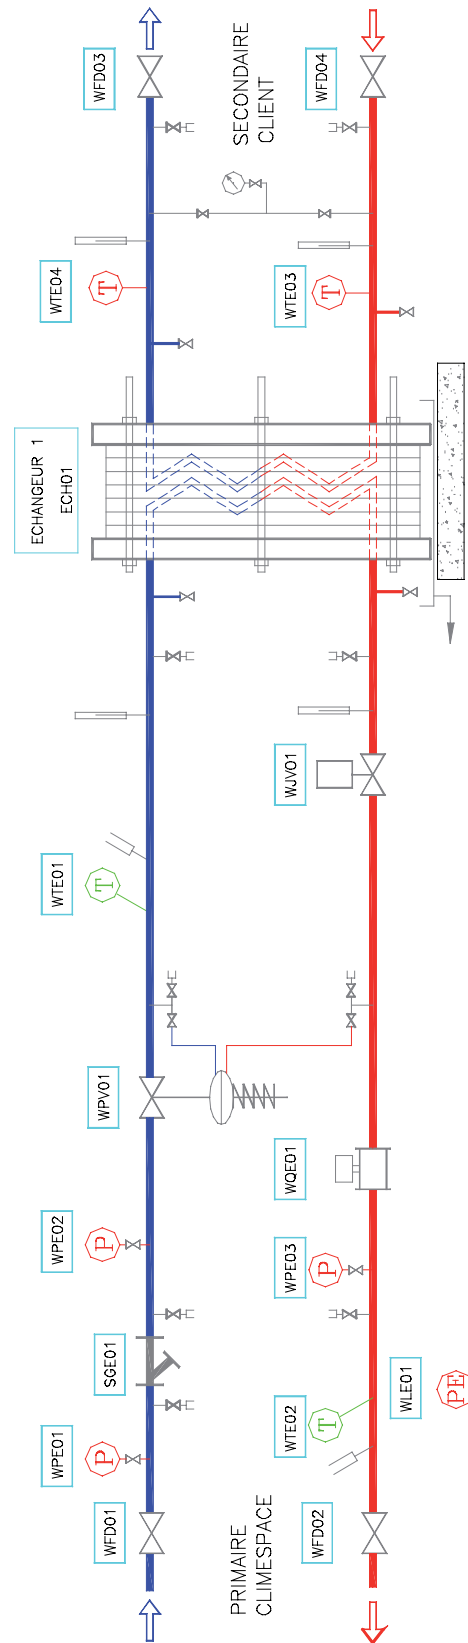 WFD03
SECONDAIRE
CLIENT
WFD04
WTE04
T
WTE03
T
ECHANGEUR 1
ECH01
WJV01
WTE01
T
WPV01
WQE01
WPE02
P
WPE03
P
SGE01
WTE02
T
WLE01
PE
WPE01
P
WFD01
PRIMAIRE
CLIMESPACE
WFD02